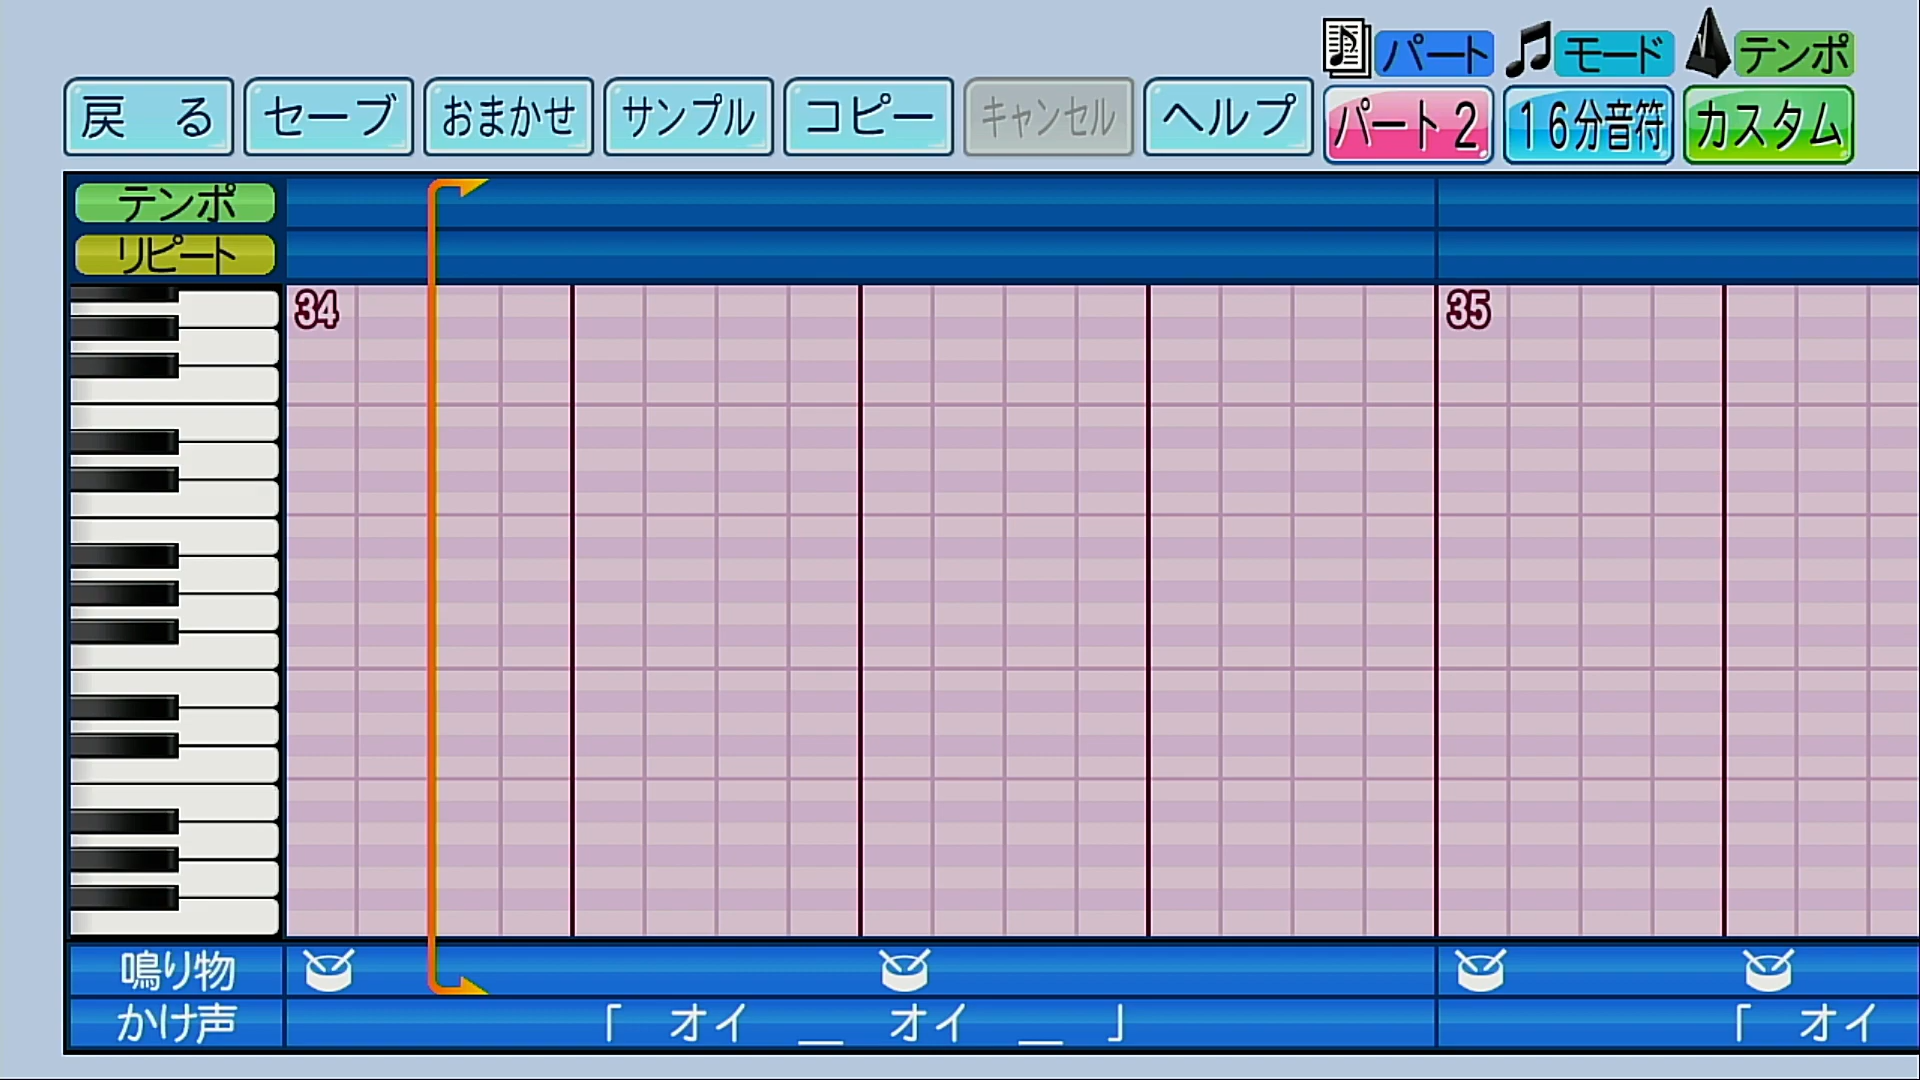 パート モード テンポ
戻 る セーブ おまかせ サンプル コピー キャンセル ヘルプ パート2 16分音符 カスタム
テンポ
リピート
34 35
鳴り物
かけ声 「 オイ __ オイ __ 」 「 オイ